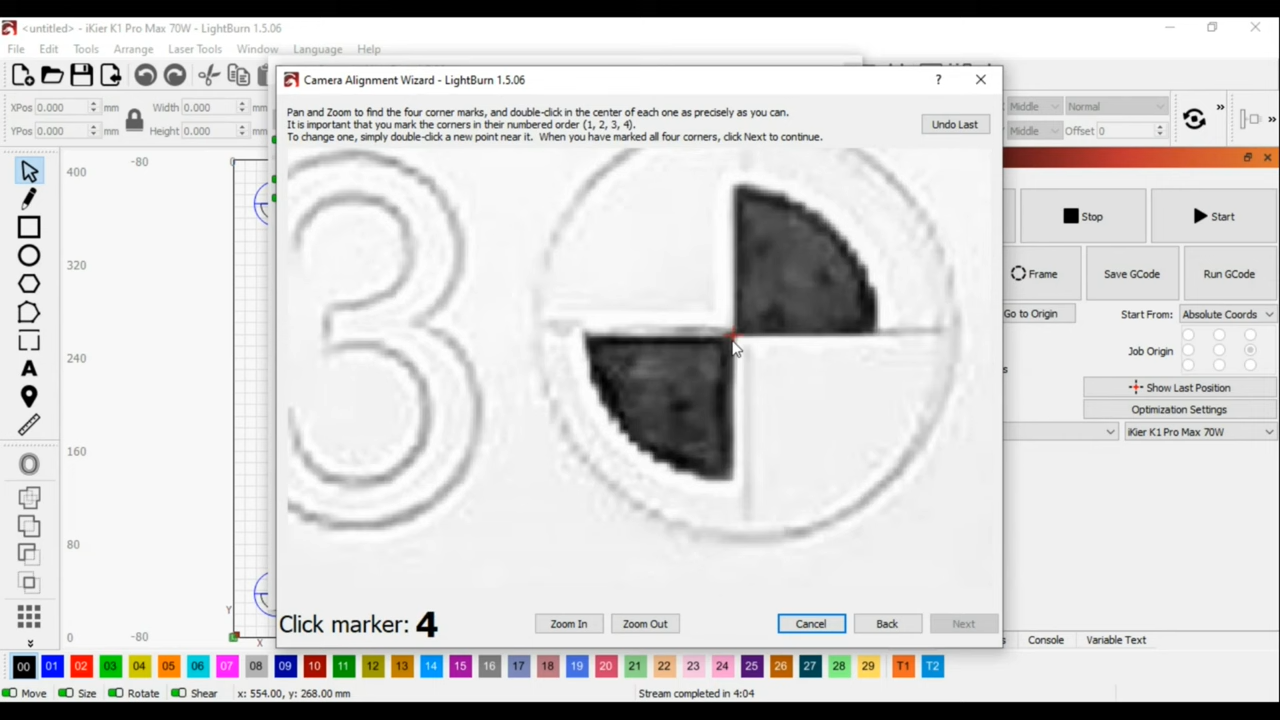 <untitled> - iKier K1 Pro Max 70W - LightBurn 1.5.06
File Edit Tools Arrange Laser Tools Window Language Help
XPos 0.000 mm Width 0.000 mm
YPos 0.000 mm Height 0.000 mm
Middle Normal
Middle Offset 0
Camera Alignment Wizard - LightBurn 1.5.06
?
Pan and Zoom to find the four corner marks, and double-click in the center of each one as precisely as you can.
It is important that you mark the corners in their numbered order (1, 2, 3, 4).
To change one, simply double-click a new point near it. When you have marked all four corners, click Next to continue.
Undo Last
-80 0
400
320
240
160
80
0 -80
Y
X
3
Stop Start
Frame Save GCode Run GCode
Go to Origin Start From: Absolute Coords
Job Origin
Show Last Position
Optimization Settings
iKier K1 Pro Max 70W
Click marker: 4
Zoom In Zoom Out Cancel Back Next
Console Variable Text
00 01 02 03 04 05 06 07 08 09 10 11 12 13 14 15 16 17 18 19 20 21 22 23 24 25 26 27 28 29 T1 T2
Move Size Rotate Shear x: 554.00, y: 268.00 mm Stream completed in 4:04